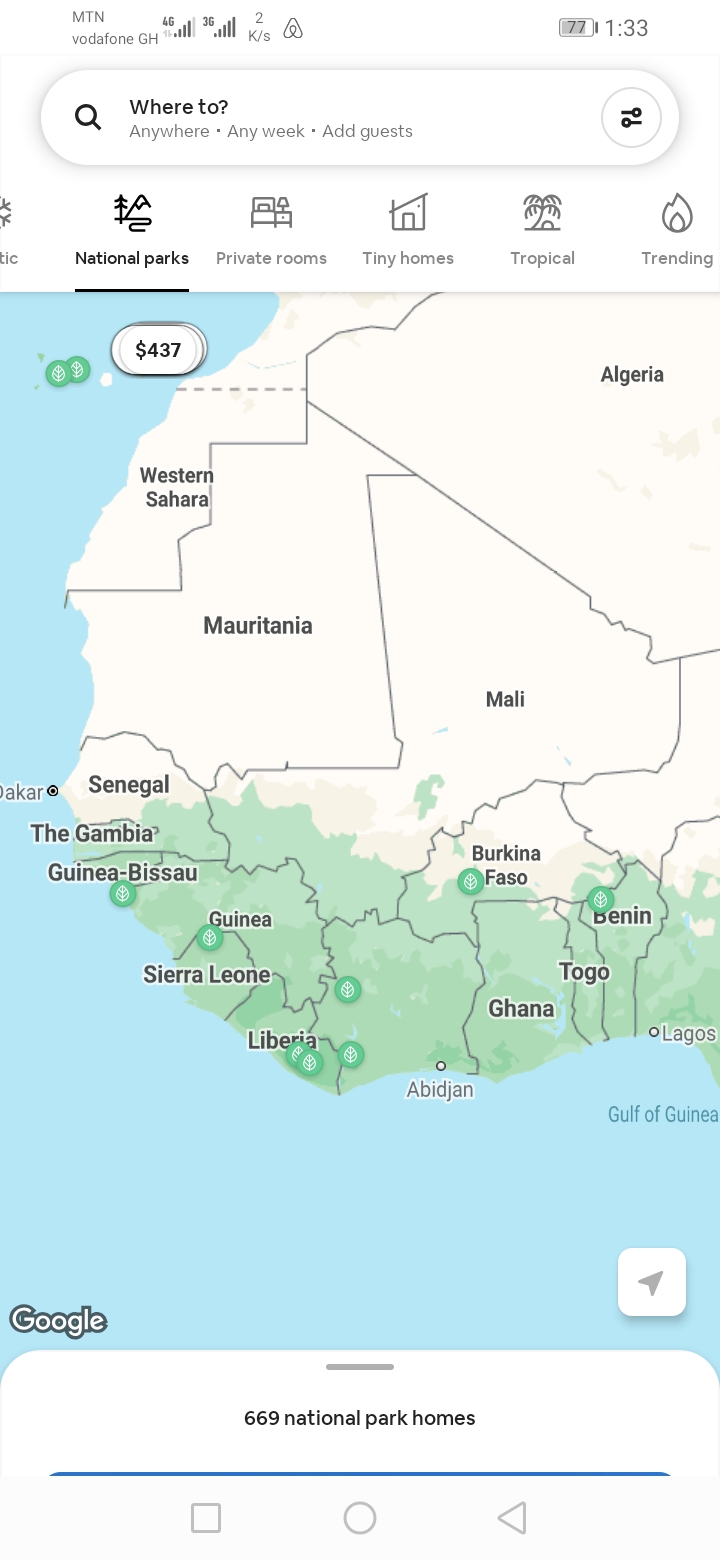 MTN
vodafone GH
4G
3G
2
K/s
77
1:33
Where to?
Anywhere • Any week • Add guests
tic
National parks
Private rooms
Tiny homes
Tropical
Trending
$437
Algeria
Western
Sahara
Mauritania
Mali
Dakar
Senegal
The Gambia
Burkina
Faso
Guinea-Bissau
Guinea
Benin
Sierra Leone
Togo
Ghana
Liberia
Lagos
Abidjan
Gulf of Guinea
Google
669 national park homes